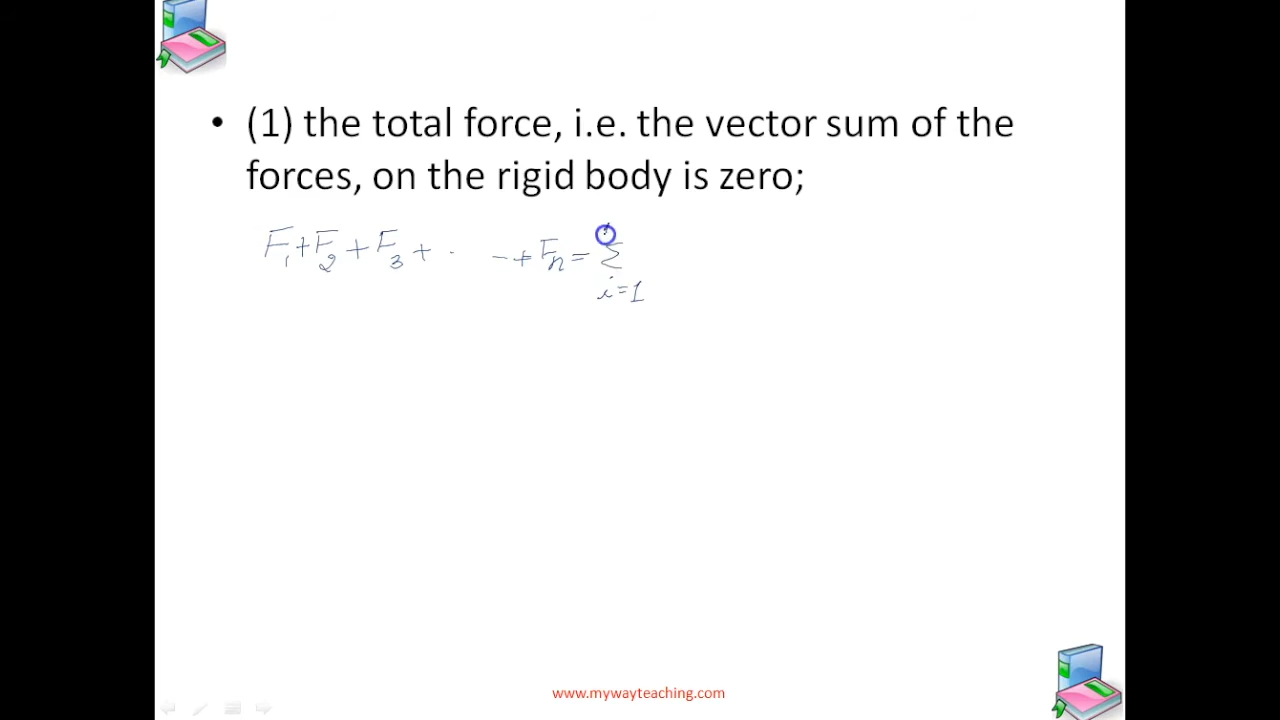 • (1) the total force, i.e. the vector sum of the
forces, on the rigid body is zero;
F₁+F₂+F₃+. -+Fₙ=Σ
i=1
www.mywayteaching.com